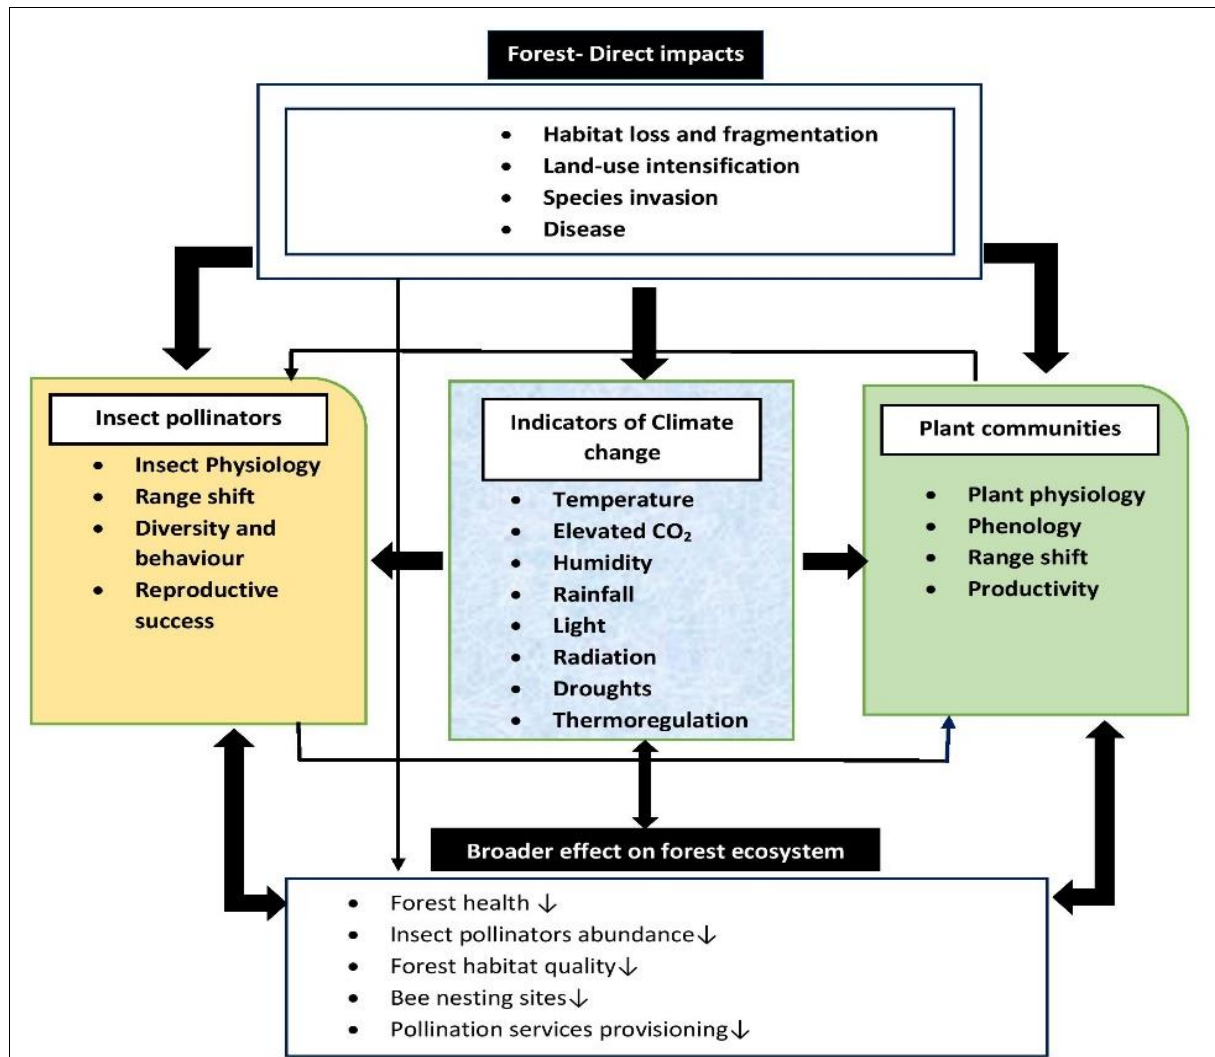 Forest- Direct impacts
• Habitat loss and fragmentation
• Land-use intensification
• Species invasion
• Disease
Insect pollinators
• Insect Physiology
• Range shift
• Diversity and
behaviour
• Reproductive
success
Indicators of Climate
change
• Temperature
• Elevated CO₂
• Humidity
• Rainfall
• Light
• Radiation
• Droughts
• Thermoregulation
Plant communities
• Plant physiology
• Phenology
• Range shift
• Productivity
Broader effect on forest ecosystem
• Forest health ↓
• Insect pollinators abundance↓
• Forest habitat quality↓
• Bee nesting sites↓
• Pollination services provisioning↓